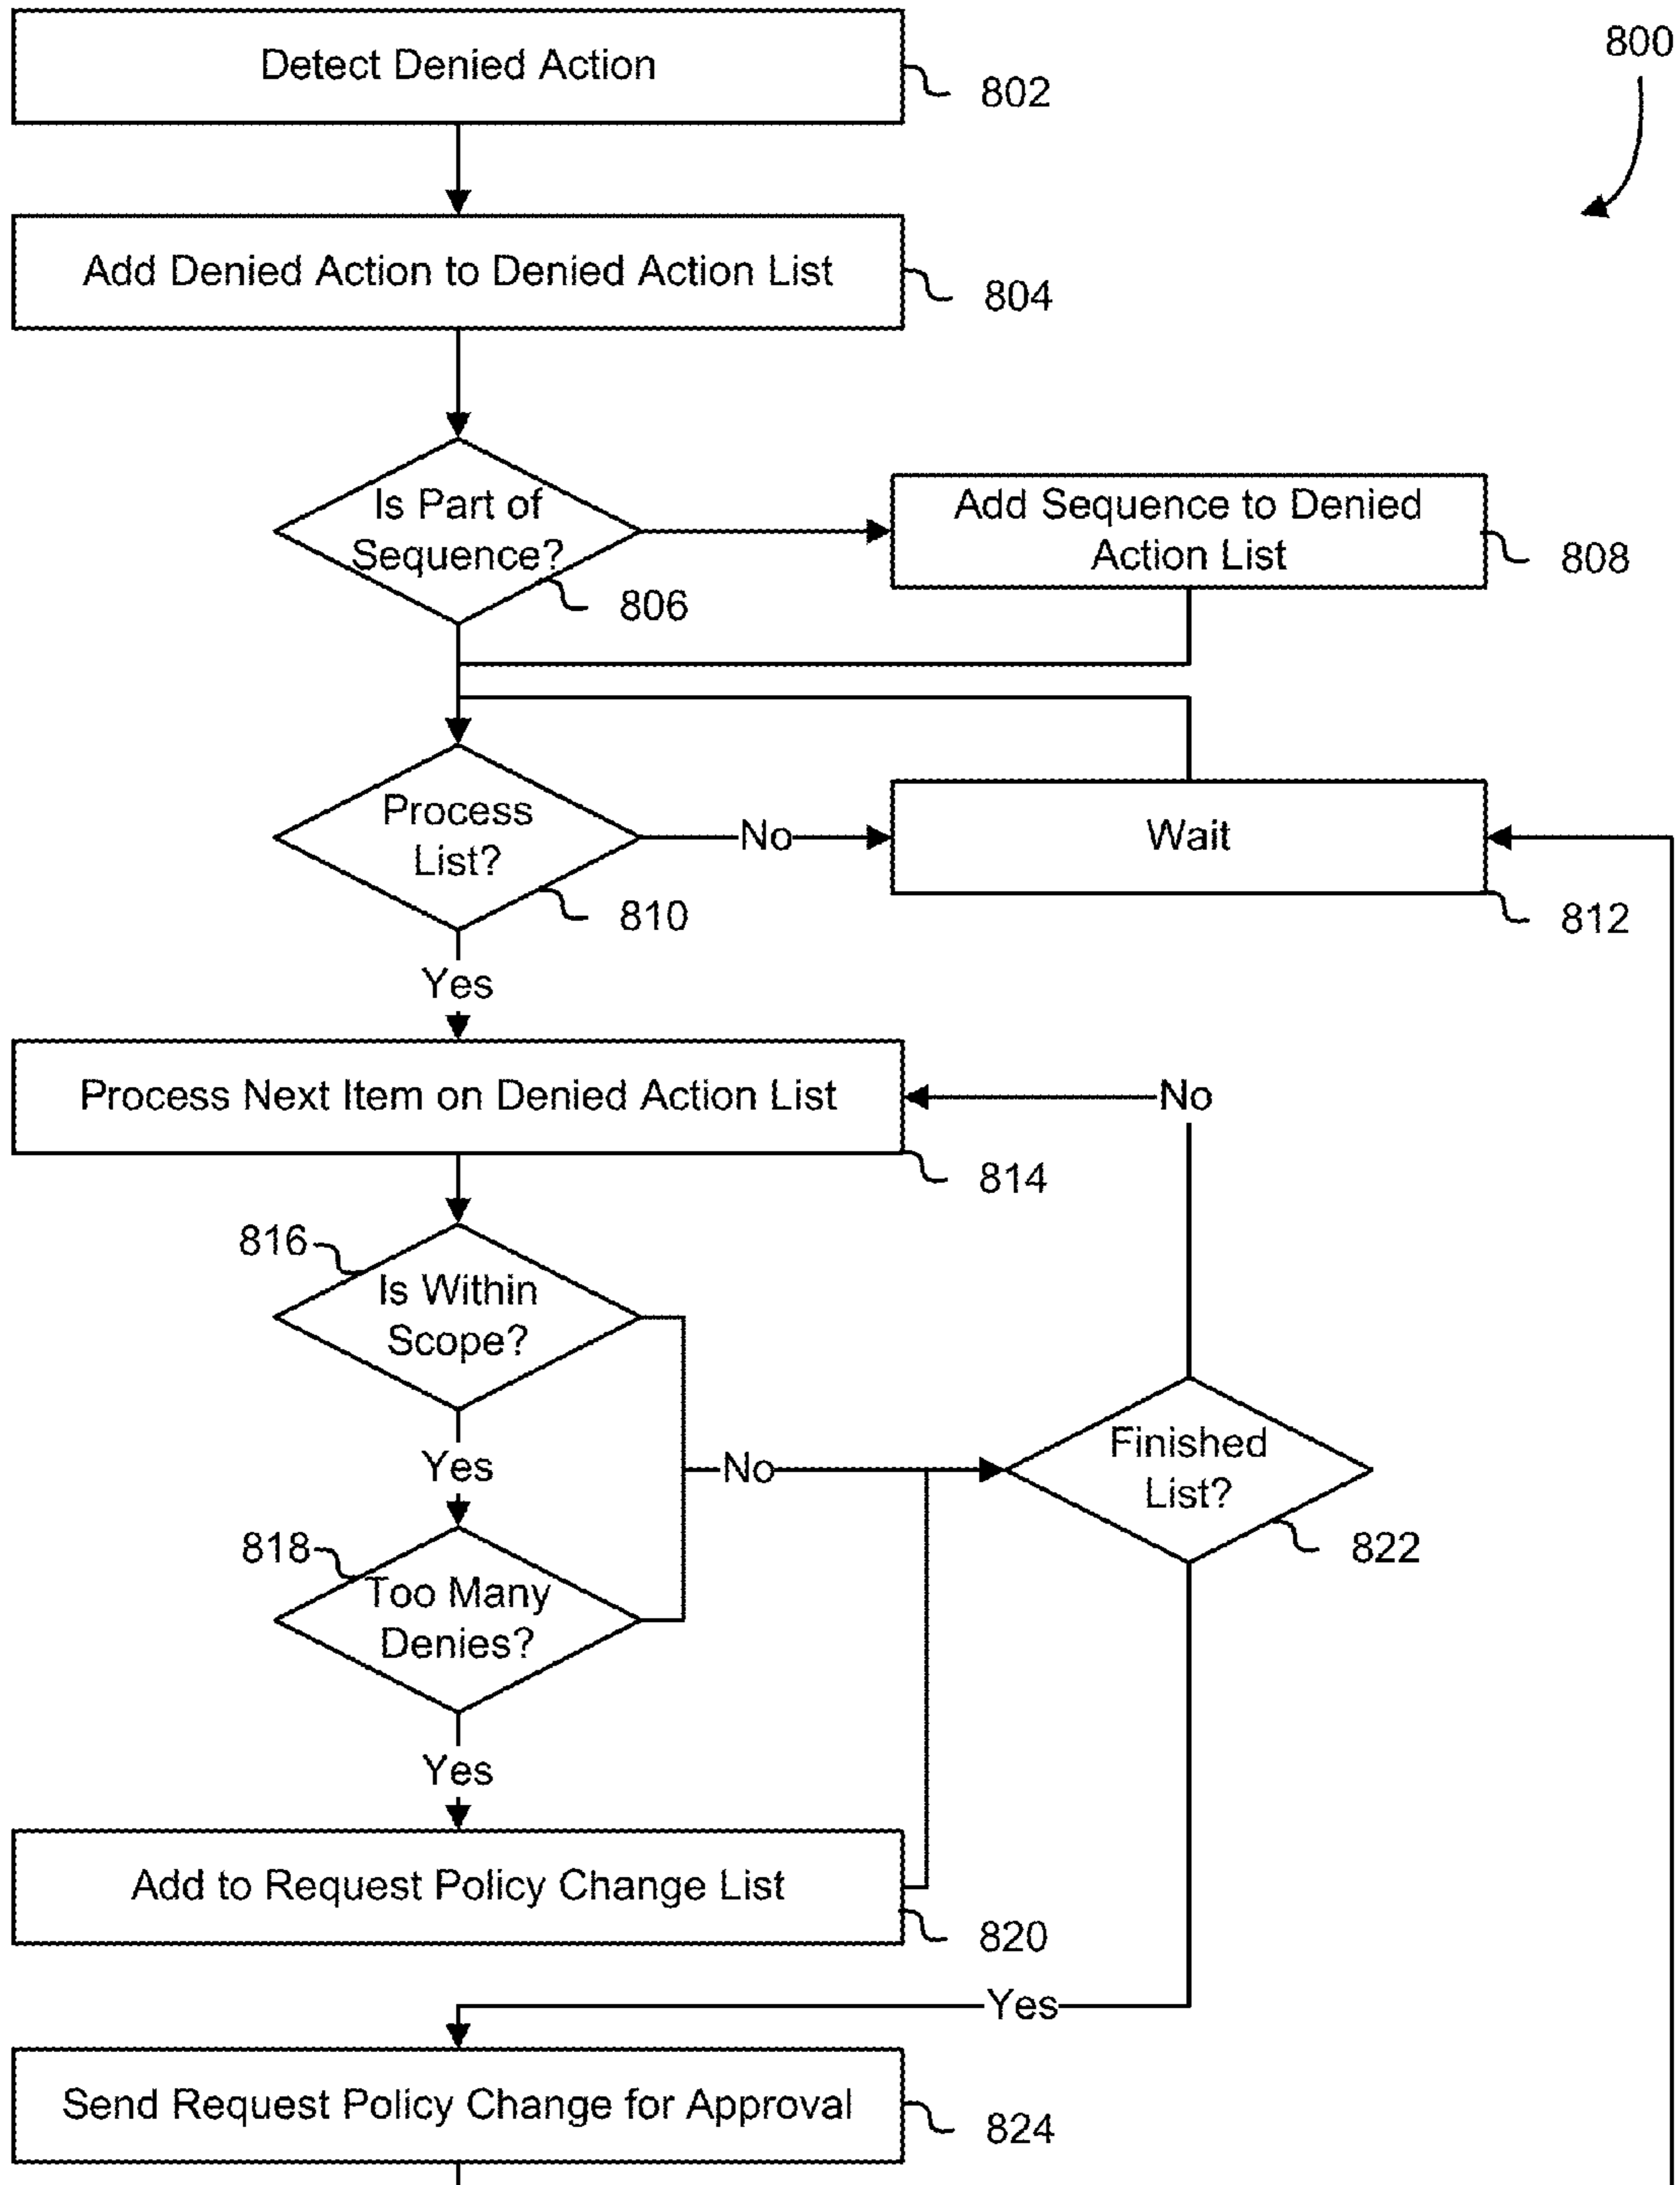 800
Detect Denied Action
802
Add Denied Action to Denied Action List
804
Is Part of
Sequence?
806
Add Sequence to Denied
Action List
808
Process
List?
810
No
Wait
812
Yes
Process Next Item on Denied Action List
814
No
816
Is Within
Scope?
Yes
No
Finished
List?
822
818
Too Many
Denies?
Yes
Add to Request Policy Change List
820
Yes
Send Request Policy Change for Approval
824